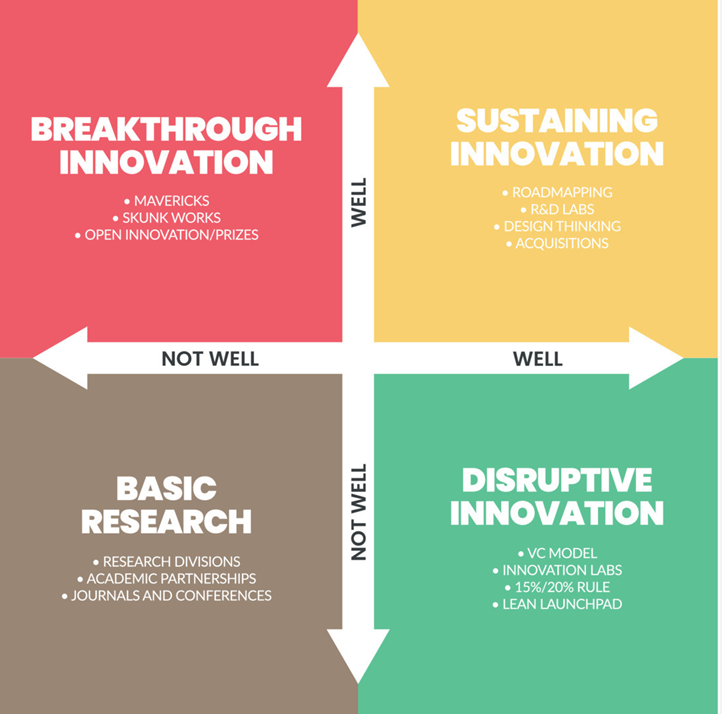 BREAKTHROUGH
INNOVATION
• MAVERICKS
• SKUNK WORKS
• OPEN INNOVATION/PRIZES
SUSTAINING
INNOVATION
• ROADMAPPING
• R&D LABS
• DESIGN THINKING
• ACQUISITIONS
WELL
NOT WELL
WELL
NOT WELL
BASIC
RESEARCH
• RESEARCH DIVISIONS
• ACADEMIC PARTNERSHIPS
• JOURNALS AND CONFERENCES
DISRUPTIVE
INNOVATION
• VC MODEL
• INNOVATION LABS
• 15%/20% RULE
• LEAN LAUNCHPAD